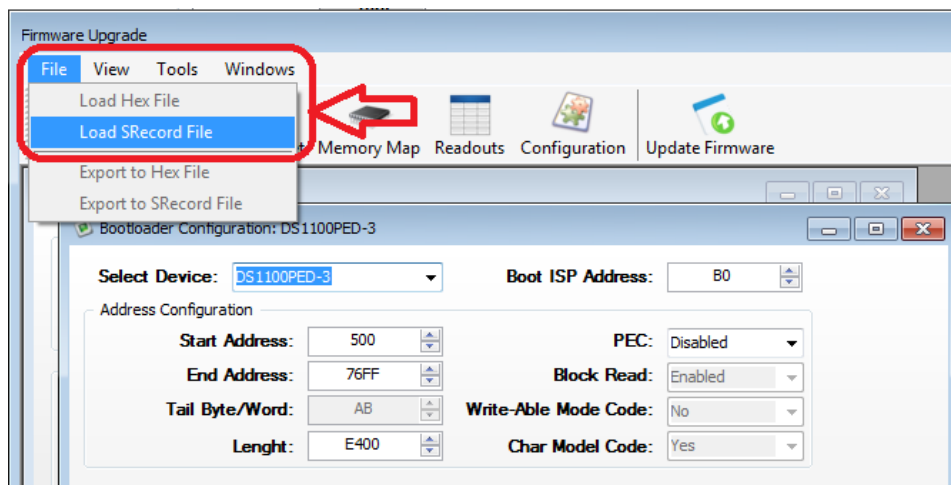 Firmware Upgrade
File View Tools Windows
Load Hex File
Load SRecord File
Memory Map Readouts Configuration Update Firmware
Export to Hex File
Export to SRecord File
Bootloader Configuration: DS1100PED-3
Select Device: DS1100PED-3 Boot ISP Address: B0
Address Configuration
Start Address: 500 PEC: Disabled
End Address: 76FF Block Read: Enabled
Tail Byte/Word: AB Write-Able Mode Code: No
Lenght: E400 Char Model Code: Yes